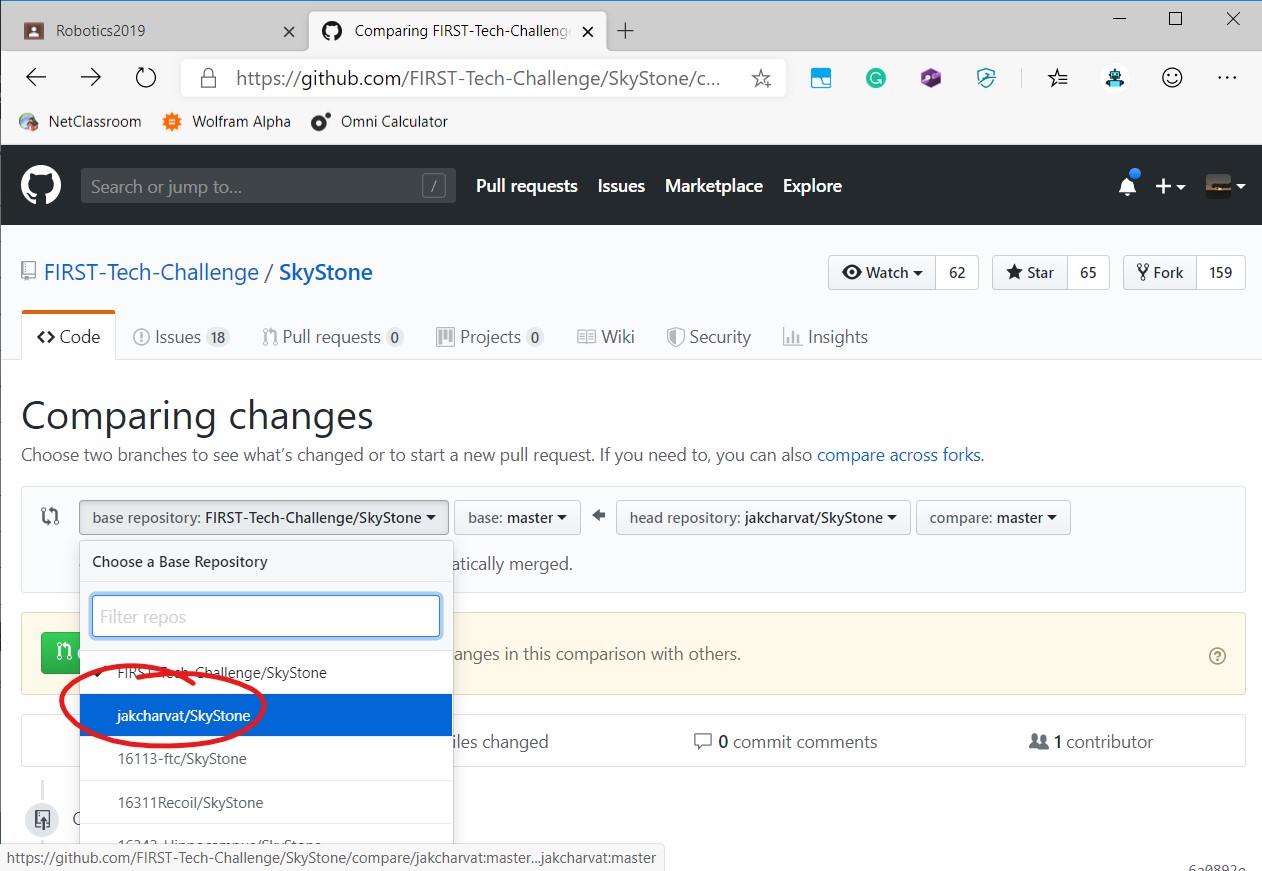 Robotics2019
Comparing FIRST-Tech-Challeng
https://github.com/FIRST-Tech-Challenge/SkyStone/c...
NetClassroom Wolfram Alpha Omni Calculator
Search or jump to... / Pull requests Issues Marketplace Explore
FIRST-Tech-Challenge / SkyStone Watch 62 Star 65 Fork 159
Code Issues 18 Pull requests 0 Projects 0 Wiki Security Insights
Comparing changes
Choose two branches to see what's changed or to start a new pull request. If you need to, you can also compare across forks.
base repository: FIRST-Tech-Challenge/SkyStone base: master head repository: jakcharvat/SkyStone compare: master
Choose a Base Repository atically merged.
Filter repos
anges in this comparison with others.
FIRST-Tech-Challenge/SkyStone
jakcharvat/SkyStone
iles changed 0 commit comments 1 contributor
16113-ftc/SkyStone
16311Recoil/SkyStone
16342-Hippocampus/SkyStone
https://github.com/FIRST-Tech-Challenge/SkyStone/compare/jakcharvat:master...jakcharvat:master
6a0892e